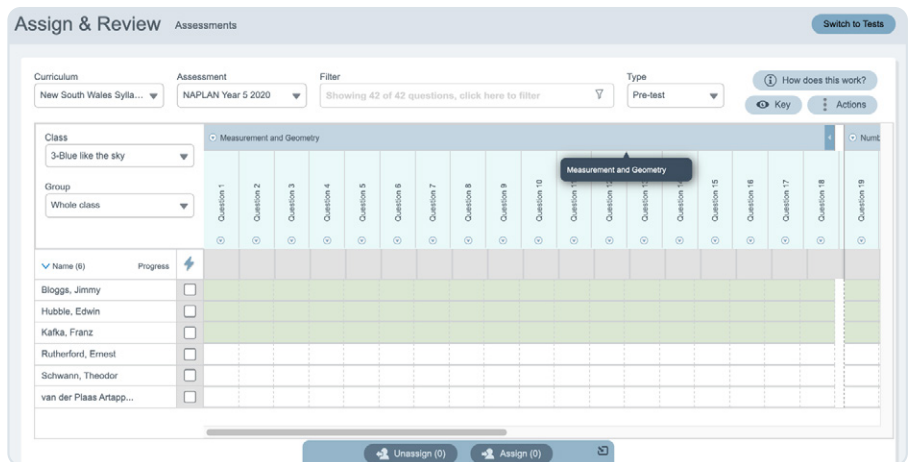 Assign & Review Assessments
Switch to Tests
Curriculum Assessment Filter Type
How does this work?
New South Wales Sylla... NAPLAN Year 5 2020 Showing 42 of 42 questions, click here to filter Pre-test
Key Actions
Class
Measurement and Geometry
3-Blue like the sky
Measurement and Geometry
Group
Whole class
Question 1
Question 2
Question 3
Question 4
Question 5
Question 6
Question 7
Question 8
Question 9
Question 10
Question 15
Question 16
Question 17
Question 18
Question 19
Name (6) Progress
Bloggs, Jimmy
Hubble, Edwin
Kafka, Franz
Rutherford, Ernest
Schwann, Theodor
van der Plaas Artapp...
Unassign (0) Assign (0)